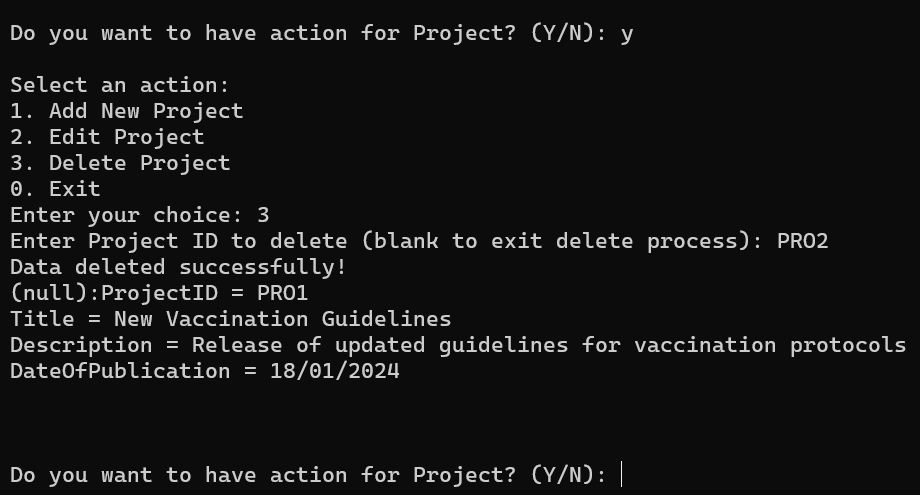 Do you want to have action for Project? (Y/N): y
Select an action:
1. Add New Project
2. Edit Project
3. Delete Project
0. Exit
Enter your choice: 3
Enter Project ID to delete (blank to exit delete process): PRO2
Data deleted successfully!
(null):ProjectID = PRO1
Title = New Vaccination Guidelines
Description = Release of updated guidelines for vaccination protocols
DateOfPublication = 18/01/2024
Do you want to have action for Project? (Y/N):